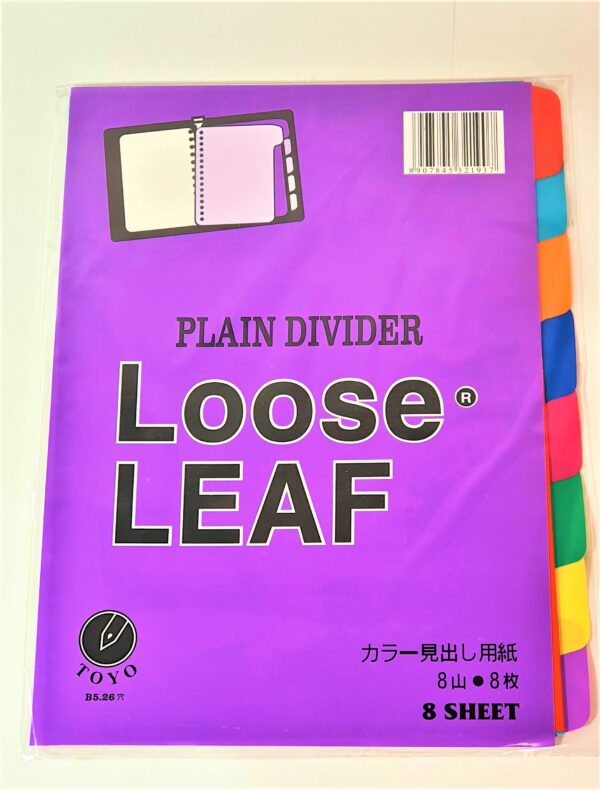 8907845321937
PLAIN DIVIDER
Loose ®
LEAF
TOYO
B5.26穴
カラー見出し用紙
8山●8枚
8 SHEET